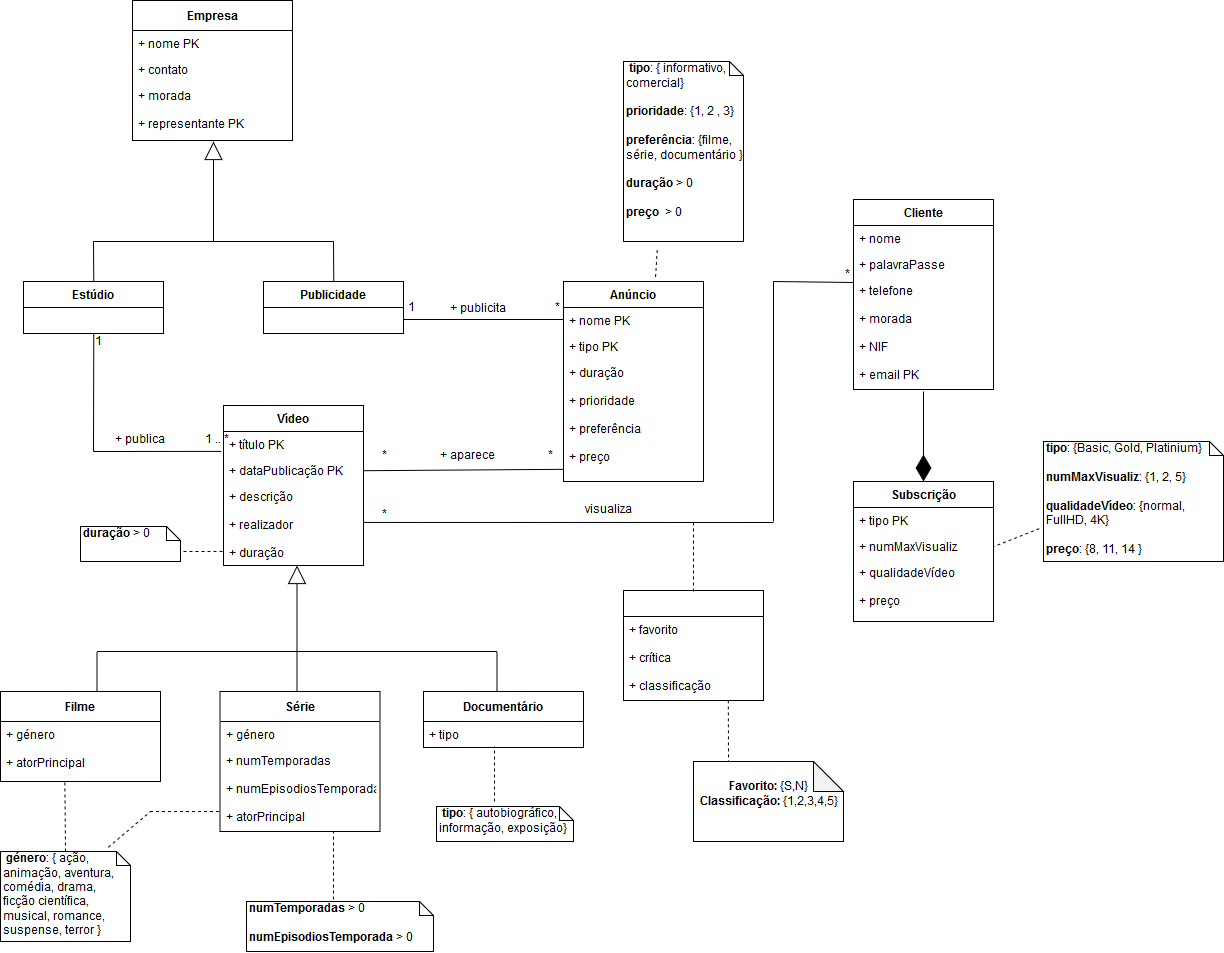 Empresa
+ nome PK
+ contato
+ morada
+ representante PK
tipo: { informativo,
comercial}
prioridade: {1, 2 , 3}
preferência: {filme,
série, documentário }
duração > 0
preço > 0
Cliente
+ nome
+ palavraPasse
+ telefone
+ morada
+ NIF
+ email PK
*
Estúdio
1
Publicidade
1
+ publicita
*
Anúncio
+ nome PK
+ tipo PK
+ duração
+ prioridade
+ preferência
+ preço
+ publica
1 .. *
Vídeo
+ título PK
+ dataPublicação PK
+ descrição
+ realizador
+ duração
*
+ aparece
*
*
visualiza
duração > 0
Subscrição
+ tipo PK
+ numMaxVisualiz
+ qualidadeVídeo
+ preço
tipo: {Basic, Gold, Platinium}
numMaxVisualiz: {1, 2, 5}
qualidadeVídeo: {normal,
FullHD, 4K}
preço: {8, 11, 14 }
+ favorito
+ crítica
+ classificação
Favorito: {S,N}
Classificação: {1,2,3,4,5}
Filme
+ género
+ atorPrincipal
Série
+ género
+ numTemporadas
+ numEpisodiosTemporada
+ atorPrincipal
Documentário
+ tipo
tipo: { autobiográfico,
informação, exposição}
género: { ação,
animação, aventura,
comédia, drama,
ficção científica,
musical, romance,
suspense, terror }
numTemporadas > 0
numEpisodiosTemporada > 0